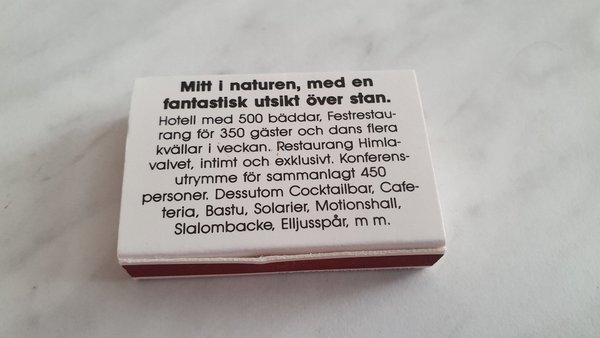 Mitt i naturen, med en
fantastisk utsikt över stan.
Hotell med 500 bäddar, Festrestau-
rang för 350 gäster och dans flera
kvällar i veckan. Restaurang Himla-
valvet, intimt och exklusivt. Konferens-
utrymme för sammanlagt 450
personer. Dessutom Cocktailbar, Cafe-
teria, Bastu, Solarier, Motionshall,
Slalombacke, Elljusspår, m m.